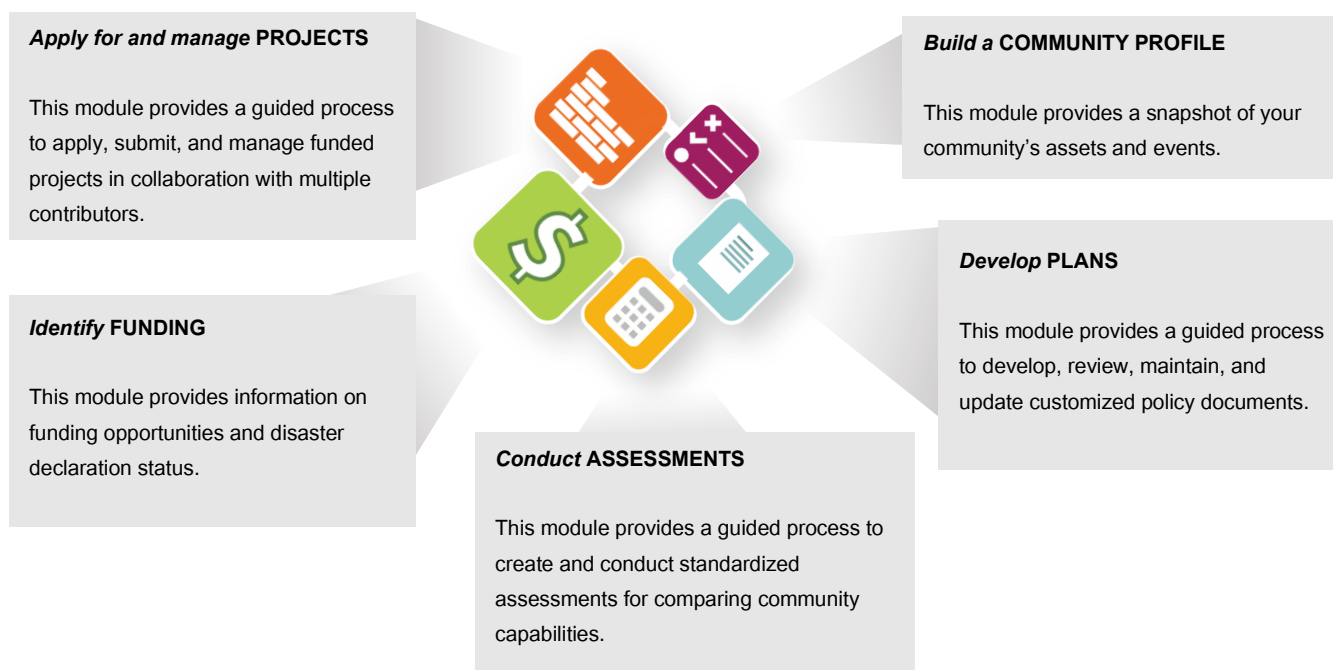 Apply for and manage PROJECTS
This module provides a guided process
to apply, submit, and manage funded
projects in collaboration with multiple
contributors.
Build a COMMUNITY PROFILE
This module provides a snapshot of your
community’s assets and events.
Identify FUNDING
This module provides information on
funding opportunities and disaster
declaration status.
Develop PLANS
This module provides a guided process
to develop, review, maintain, and
update customized policy documents.
Conduct ASSESSMENTS
This module provides a guided process to
create and conduct standardized
assessments for comparing community
capabilities.
$